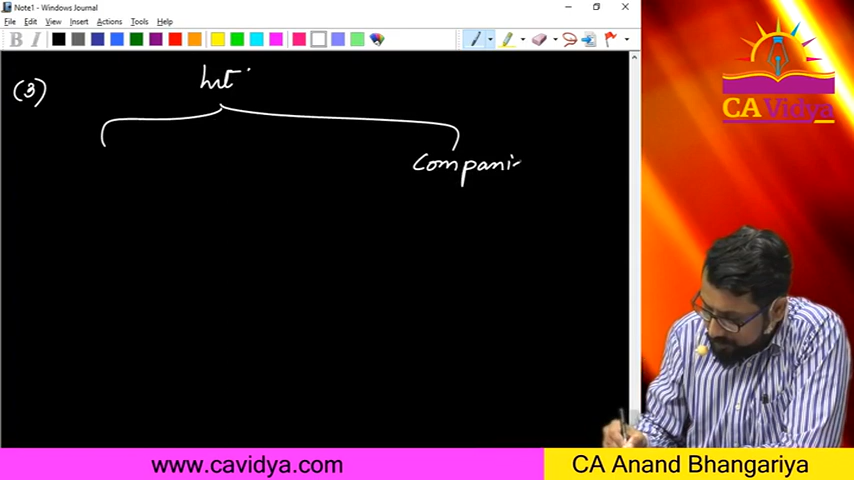 Note1 - Windows Journal
File Edit View Insert Actions Tools Help
B I
(3)
Compani
CA Vidya
www.cavidya.com
CA Anand Bhangariya